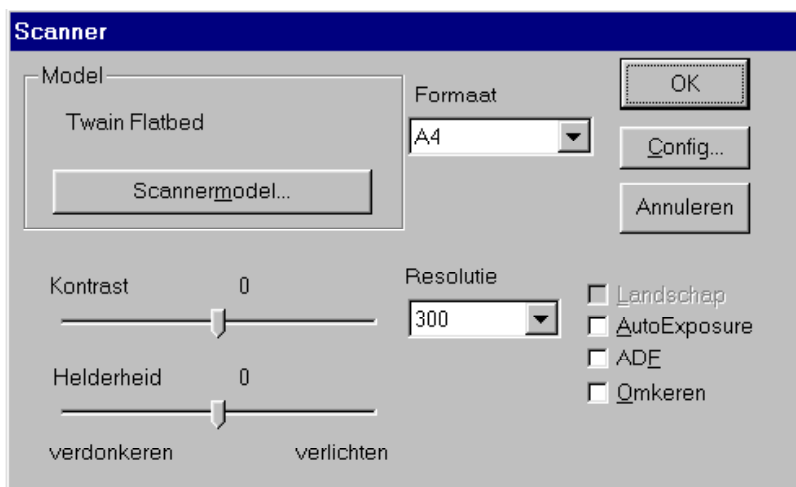 Scanner
Model
Twain Flatbed
Scannermodel...
Formaat
A4
OK
Config...
Annuleren
Kontrast 0
Helderheid 0
verdonkeren verlichten
Resolutie
300
Landschap
AutoExposure
ADF
Omkeren